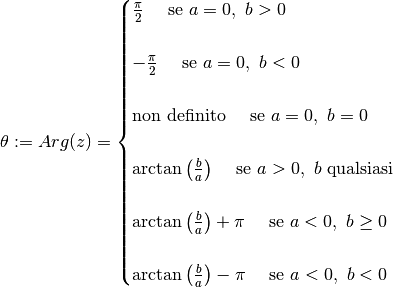 π/2 se a = 0, b > 0
−π/2 se a = 0, b < 0
non definito se a = 0, b = 0
θ := Arg(z) =
arctan(b/a) se a > 0, b qualsiasi
arctan(b/a) + π se a < 0, b ≥ 0
arctan(b/a) − π se a < 0, b < 0